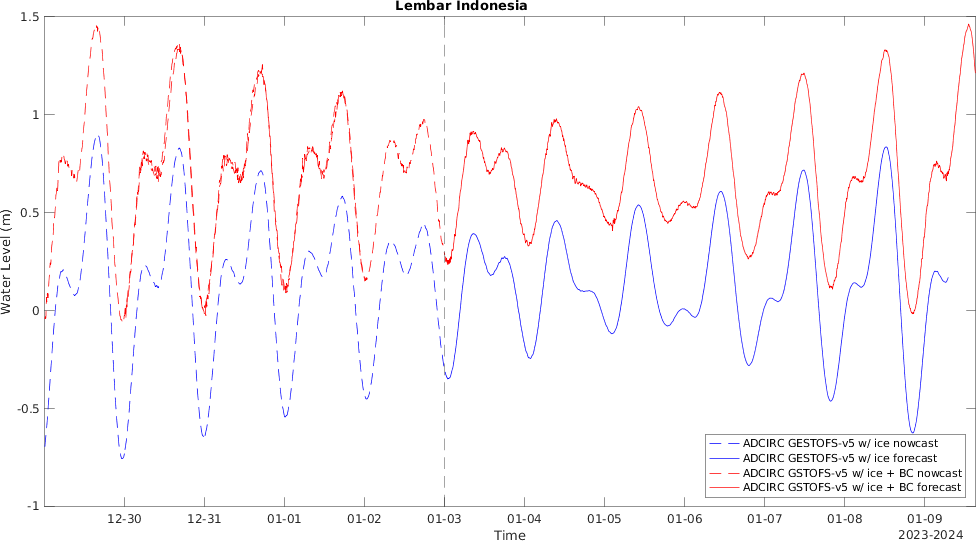 Lembar Indonesia
1.5
1
0.5
0
-0.5
-1
Water Level (m)
ADCIRC GESTOFS-v5 w/ ice nowcast
ADCIRC GESTOFS-v5 w/ ice forecast
ADCIRC GSTOFS-v5 w/ ice + BC nowcast
ADCIRC GSTOFS-v5 w/ ice + BC forecast
12-30 12-31 01-01 01-02 01-03 01-04 01-05 01-06 01-07 01-08 01-09
Time
2023-2024